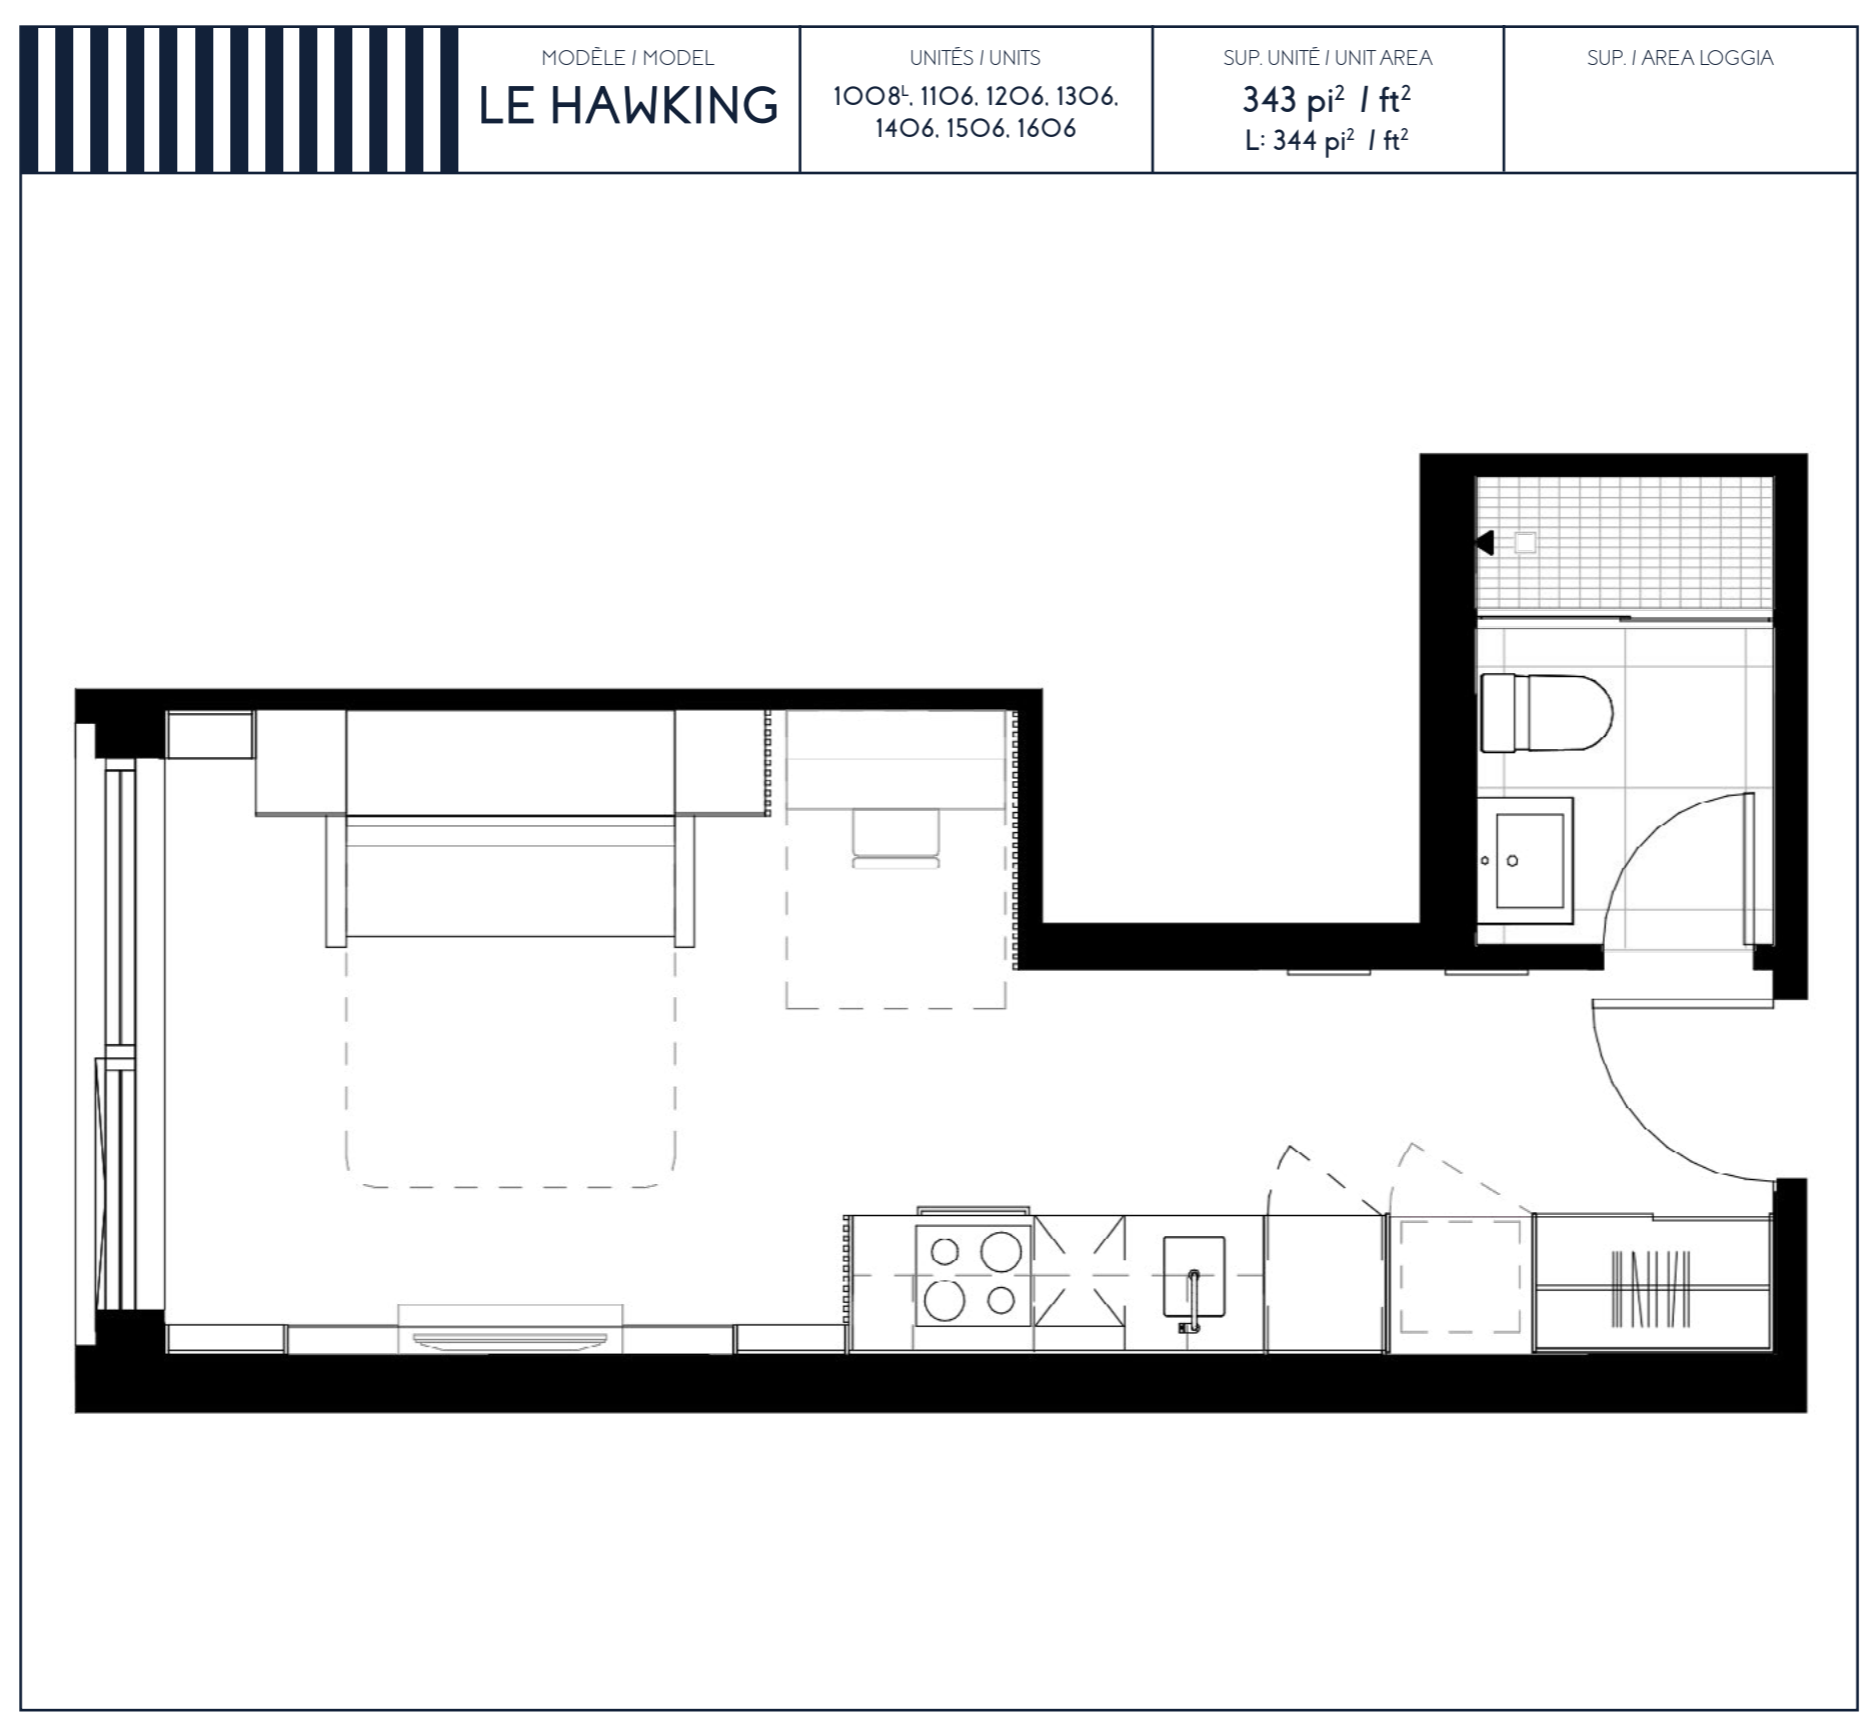 MODÈLE / MODEL
LE HAWKING
UNITÉS / UNITS
1008ᴸ, 1106, 1206, 1306,
1406, 1506, 1606
SUP. UNITÉ / UNIT AREA
343 pi² / ft²
L: 344 pi² / ft²
SUP. / AREA LOGGIA